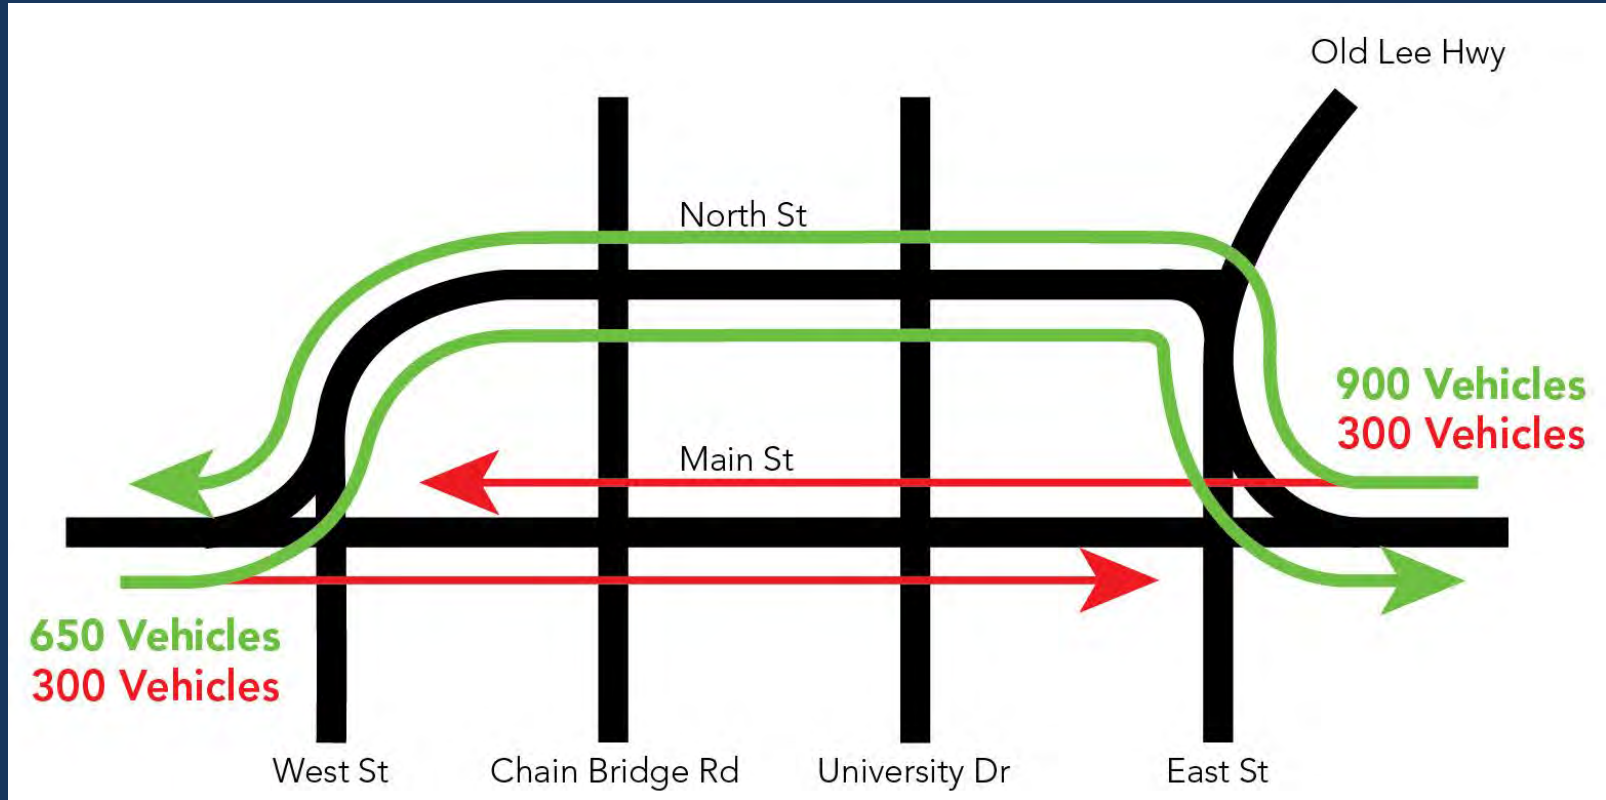 Old Lee Hwy
North St
900 Vehicles
300 Vehicles
Main St
650 Vehicles
300 Vehicles
West St
Chain Bridge Rd
University Dr
East St